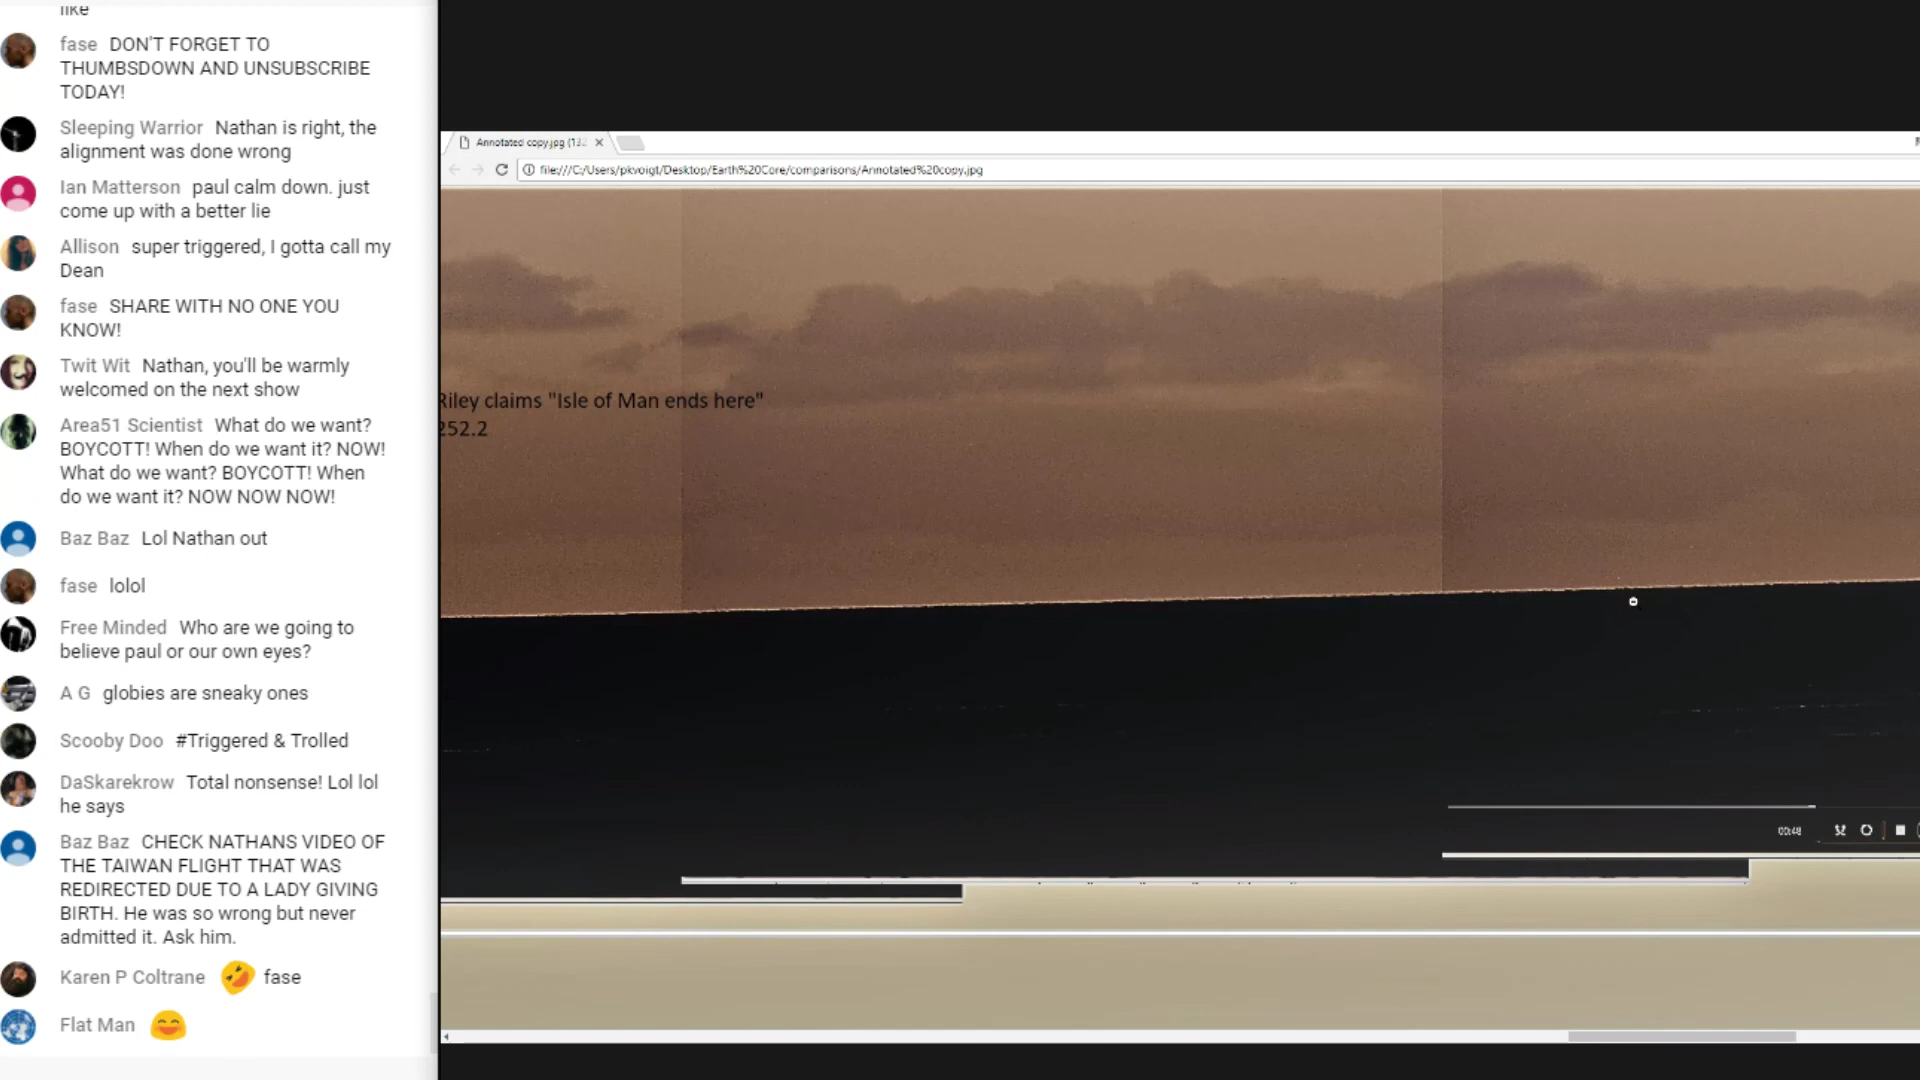 like
fase DON'T FORGET TO
THUMBSDOWN AND UNSUBSCRIBE
TODAY!
Sleeping Warrior Nathan is right, the
alignment was done wrong
Ian Matterson paul calm down. just
come up with a better lie
Allison super triggered, I gotta call my
Dean
fase SHARE WITH NO ONE YOU
KNOW!
Twit Wit Nathan, you'll be warmly
welcomed on the next show
Area51 Scientist What do we want?
BOYCOTT! When do we want it? NOW!
What do we want? BOYCOTT! When
do we want it? NOW NOW NOW!
Baz Baz Lol Nathan out
fase lolol
Free Minded Who are we going to
believe paul or our own eyes?
A G globies are sneaky ones
Scooby Doo #Triggered & Trolled
DaSkarekrow Total nonsense! Lol lol
he says
Baz Baz CHECK NATHANS VIDEO OF
THE TAIWAN FLIGHT THAT WAS
REDIRECTED DUE TO A LADY GIVING
BIRTH. He was so wrong but never
admitted it. Ask him.
Karen P Coltrane 🤣 fase
Flat Man 😄
Annotated copy.jpg (132
file:///C:/Users/pkvoigt/Desktop/Earth%20Core/comparisons/Annotated%20copy.jpg
Riley claims "Isle of Man ends here"
252.2
00:48